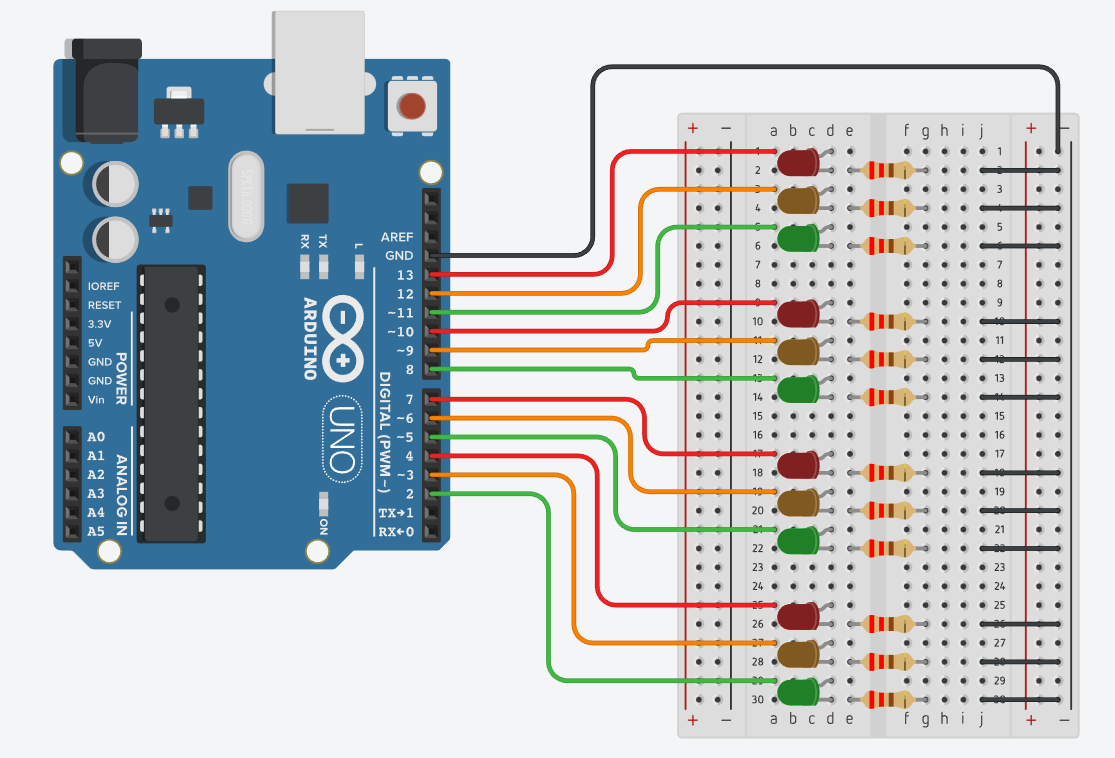 SPK16.000G
RX
TX
L
AREF
GND
13
12
~11
~10
~9
8
7
~6
~5
4
~3
2
TX→1
RX←0
DIGITAL (PWM~)
ARDUINO
UNO
ON
IOREF
RESET
3.3V
5V
GND
GND
Vin
POWER
A0
A1
A2
A3
A4
A5
ANALOG IN
+ − a b c d e f g h i j + −
1 1
2 2
3 3
4 4
5 5
6 6
7 7
8 8
9 9
10 10
11 11
12 12
13 13
14 14
15 15
16 16
17 17
18 18
19 19
20 20
21 21
22 22
23 23
24 24
25 25
26 26
27 27
28 28
29 29
30 30
+ − a b c d e f g h i j + −